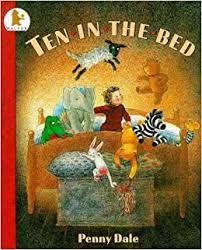 TEN IN THE BED
Penny Dale